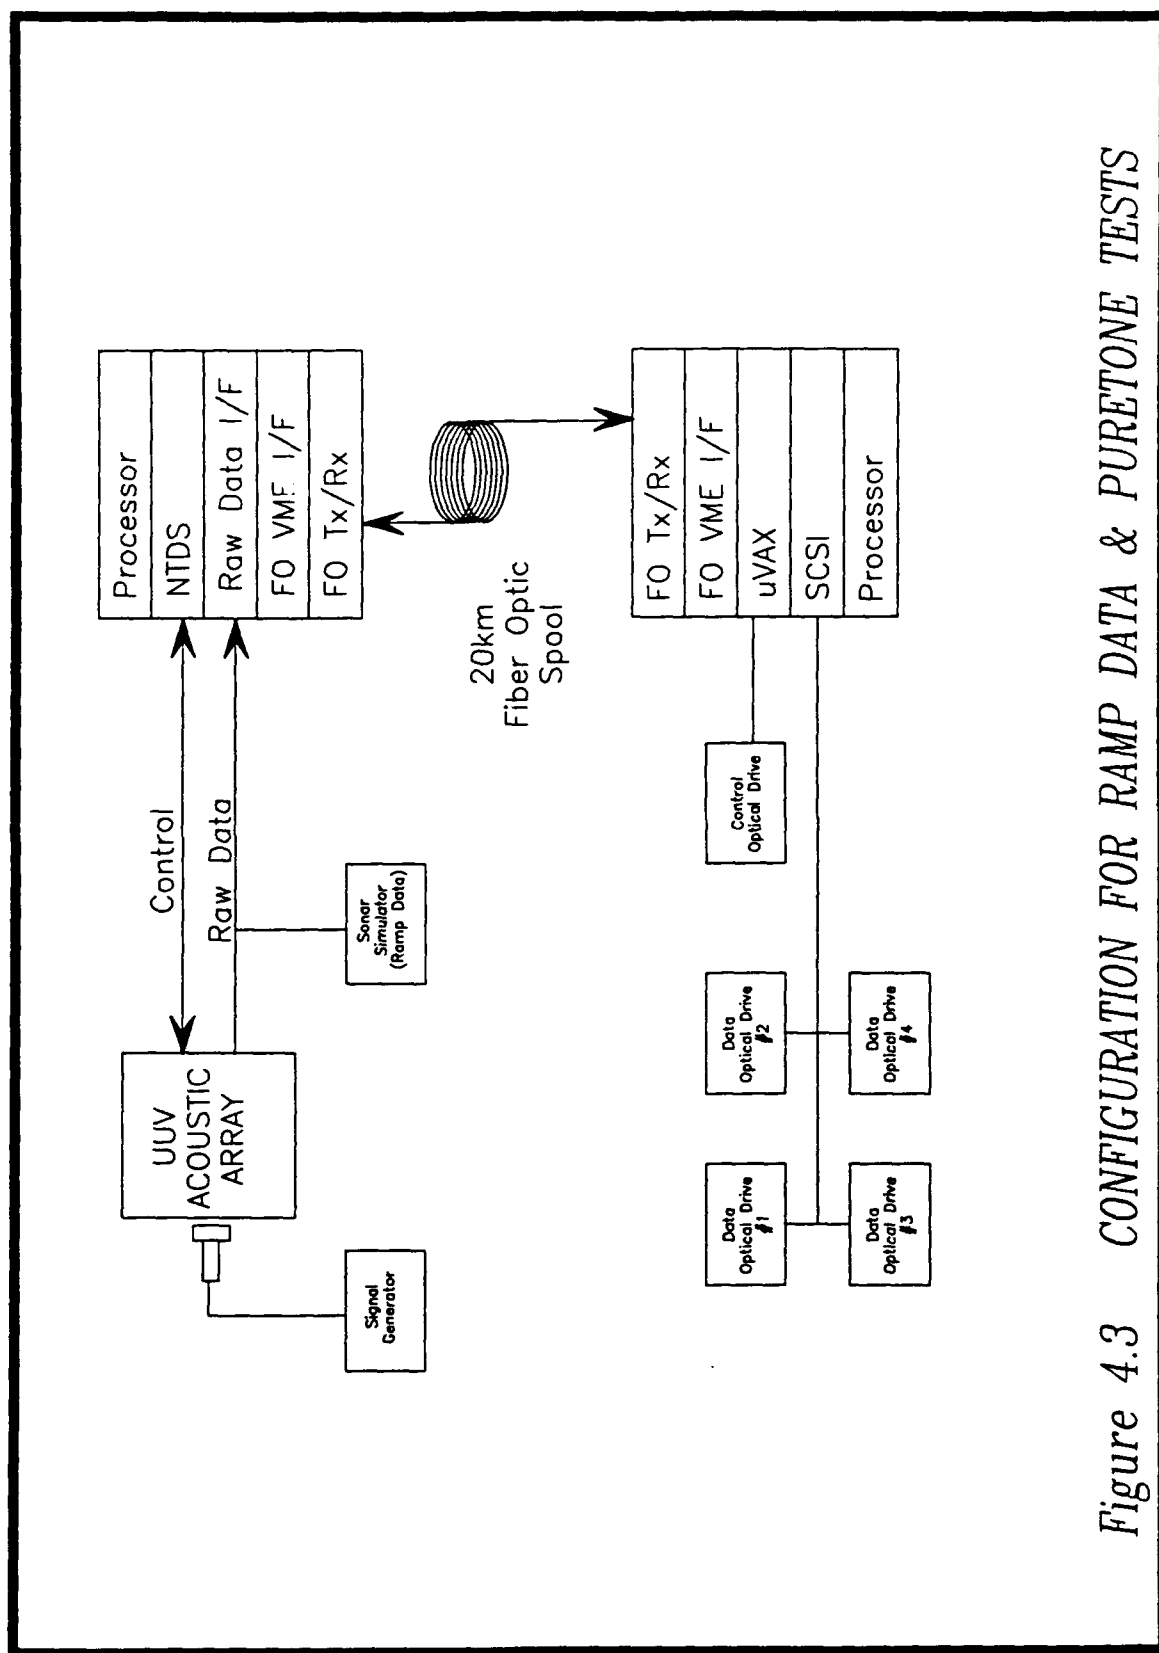 Processor
NTDS
Raw Data I/F
FO VME I/F
FO Tx/Rx
Control
Raw Data
UUV
ACOUSTIC
ARRAY
Signal
Generator
Sonar
Simulator
(Ramp Data)
20km
Fiber Optic
Spool
FO Tx/Rx
FO VME I/F
uVAX
SCSI
Processor
Control
Optical Drive
Data
Optical Drive
#1
Data
Optical Drive
#2
Data
Optical Drive
#3
Data
Optical Drive
#4
Figure 4.3 CONFIGURATION FOR RAMP DATA & PURETONE TESTS